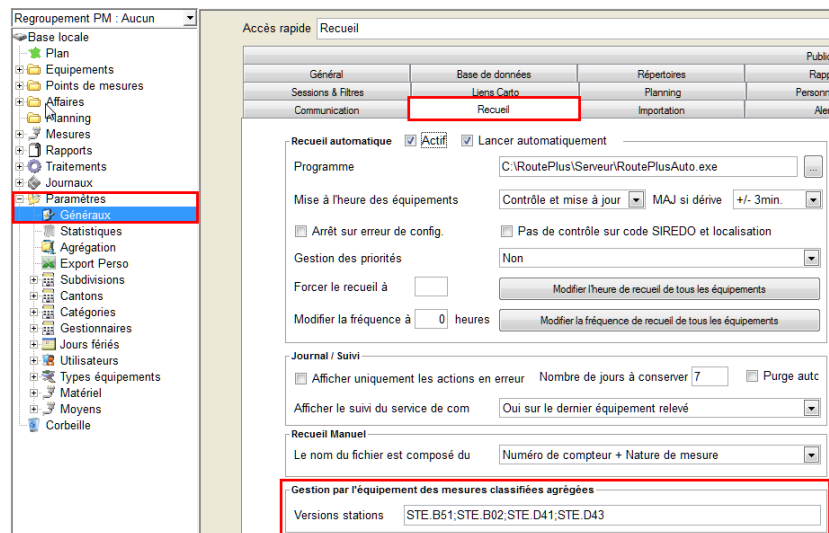 Regroupement PM : Aucun
Base locale
Plan
Equipements
Points de mesures
Affaires
Planning
Mesures
Rapports
Traitements
Journaux
Paramètres
Généraux
Statistiques
Agrégation
Export Perso
Subdivisions
Cantons
Catégories
Gestionnaires
Jours fériés
Utilisateurs
Types équipements
Matériel
Moyens
Corbeille
Accès rapide Recueil
Public
Général Base de données Répertoires Rapp
Sessions & Filtres Liens Carto Planning Personn
Communication Recueil Importation Aler
Recueil automatique Actif Lancer automatiquement
Programme C:\RoutePlus\Serveur\RoutePlusAuto.exe ...
Mise à l'heure des équipements Contrôle et mise à jour MAJ si dérive +/- 3min.
Arrêt sur erreur de config. Pas de contrôle sur code SIREDO et localisation
Gestion des priorités Non
Forcer le recueil à Modifier l'heure de recueil de tous les équipements
Modifier la fréquence à 0 heures Modifier la fréquence de recueil de tous les équipements
Journal / Suivi
Afficher uniquement les actions en erreur Nombre de jours à conserver 7 Purge autc
Afficher le suivi du service de com Oui sur le dernier équipement relevé
Recueil Manuel
Le nom du fichier est composé du Numéro de compteur + Nature de mesure
Gestion par l'équipement des mesures classifiées agrégées
Versions stations STE.B51;STE.B02;STE.D41;STE.D43